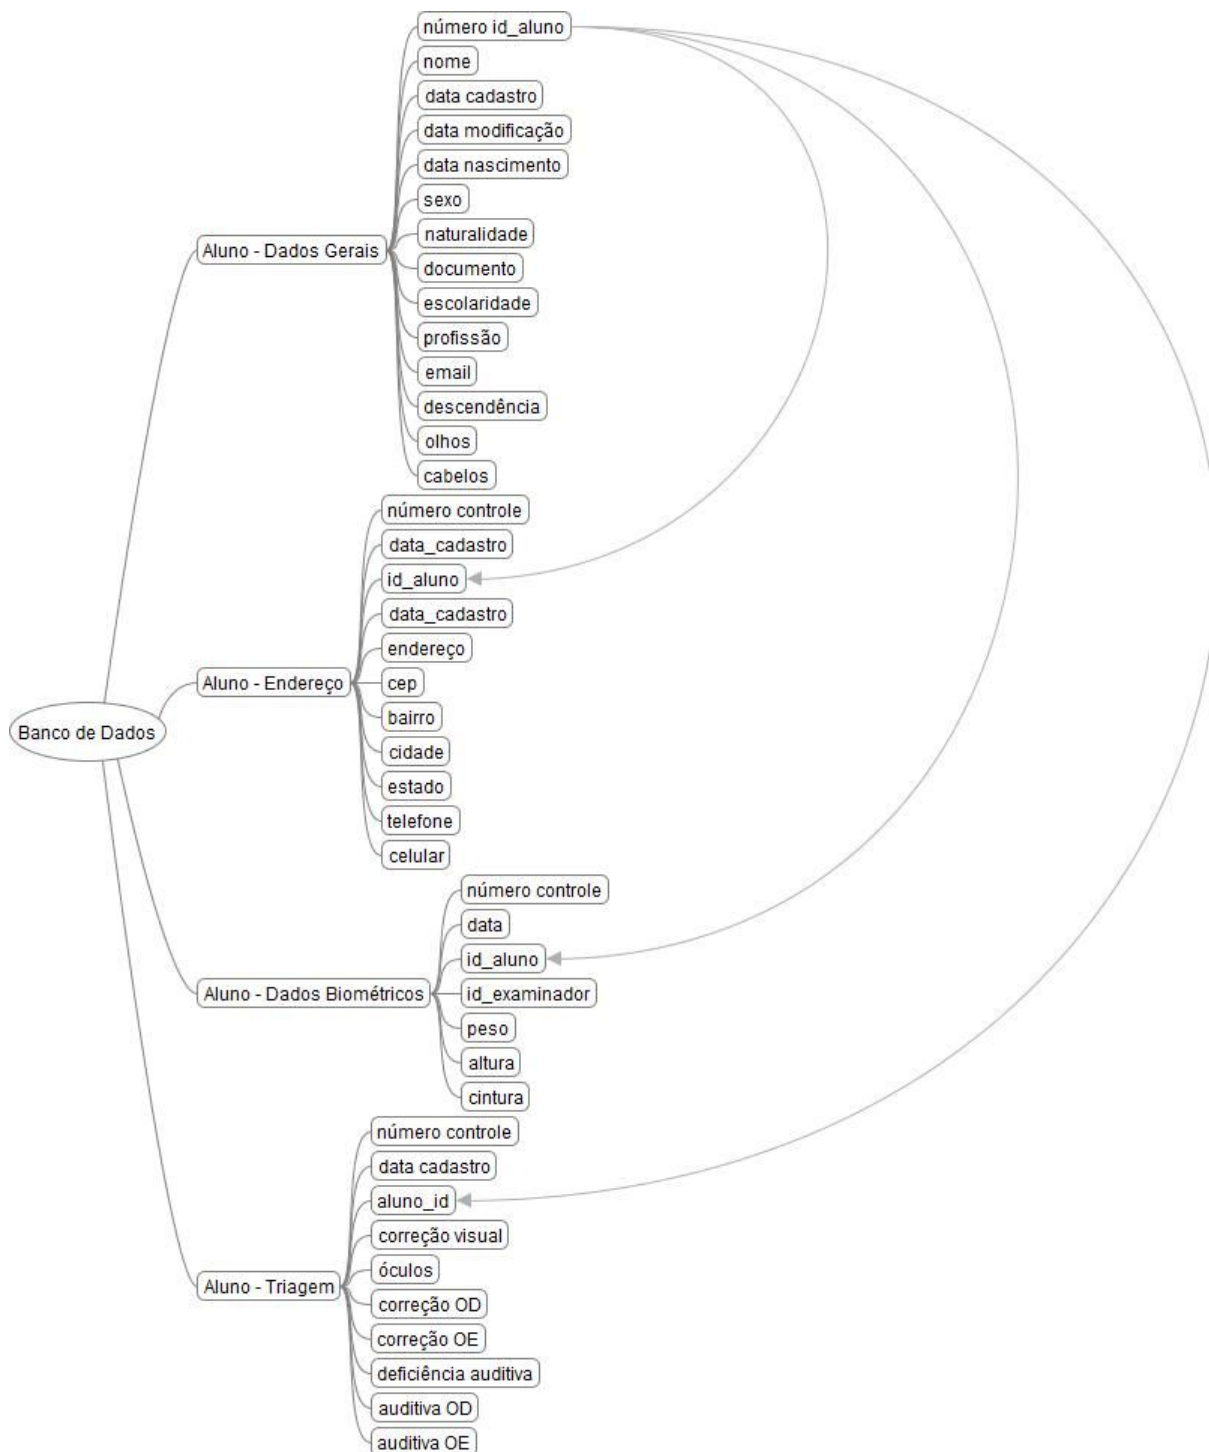 Banco de Dados
Aluno - Dados Gerais
número id_aluno
nome
data cadastro
data modificação
data nascimento
sexo
naturalidade
documento
escolaridade
profissão
email
descendência
olhos
cabelos
Aluno - Endereço
número controle
data_cadastro
id_aluno
data_cadastro
endereço
cep
bairro
cidade
estado
telefone
celular
Aluno - Dados Biométricos
número controle
data
id_aluno
id_examinador
peso
altura
cintura
Aluno - Triagem
número controle
data cadastro
aluno_id
correção visual
óculos
correção OD
correção OE
deficiência auditiva
auditiva OD
auditiva OE